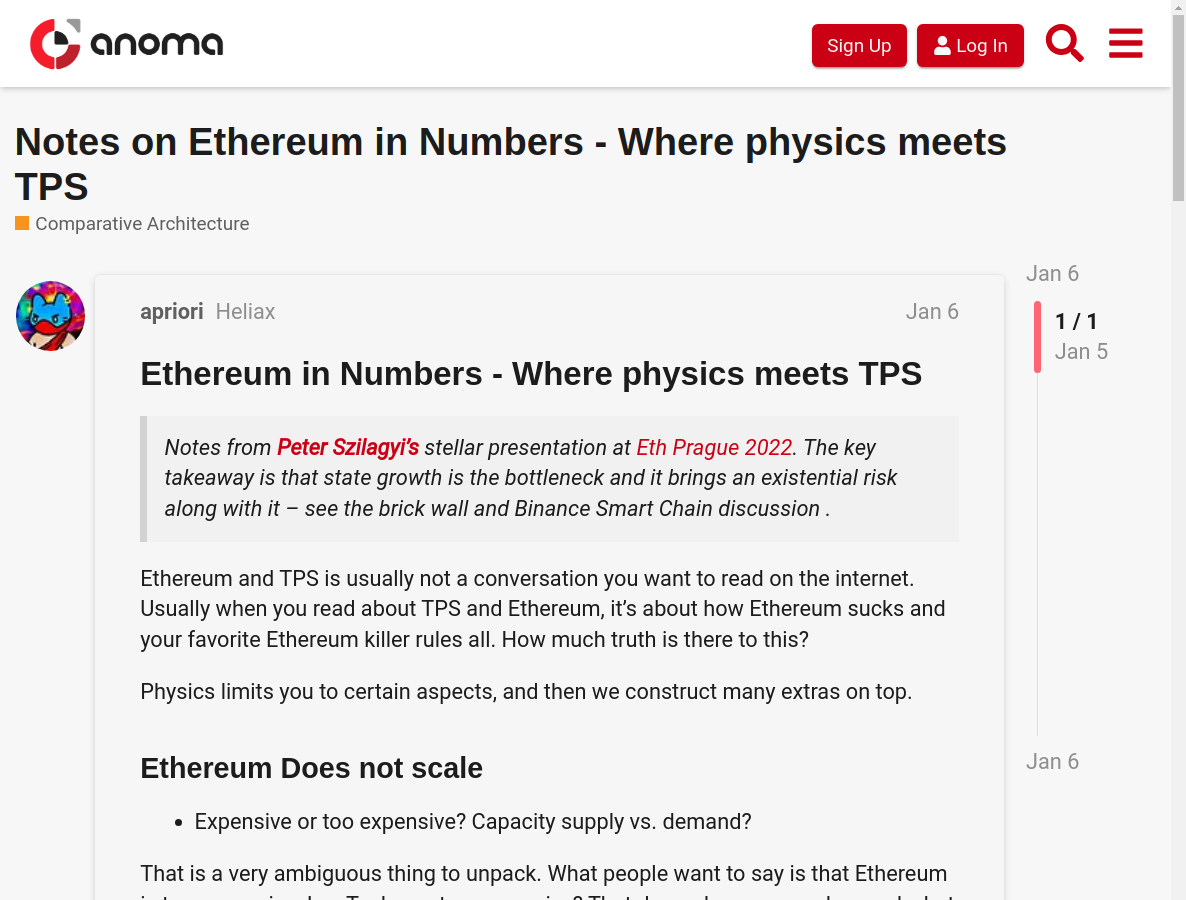 anoma
Sign Up
Log In
Notes on Ethereum in Numbers - Where physics meets
TPS
Comparative Architecture
Jan 6
apriori Heliax
Jan 6
1 / 1
Jan 5
Ethereum in Numbers - Where physics meets TPS
Notes from Peter Szilagyi’s stellar presentation at Eth Prague 2022. The key
takeaway is that state growth is the bottleneck and it brings an existential risk
along with it – see the brick wall and Binance Smart Chain discussion .
Ethereum and TPS is usually not a conversation you want to read on the internet.
Usually when you read about TPS and Ethereum, it’s about how Ethereum sucks and
your favorite Ethereum killer rules all. How much truth is there to this?
Physics limits you to certain aspects, and then we construct many extras on top.
Ethereum Does not scale
Jan 6
• Expensive or too expensive? Capacity supply vs. demand?
That is a very ambiguous thing to unpack. What people want to say is that Ethereum